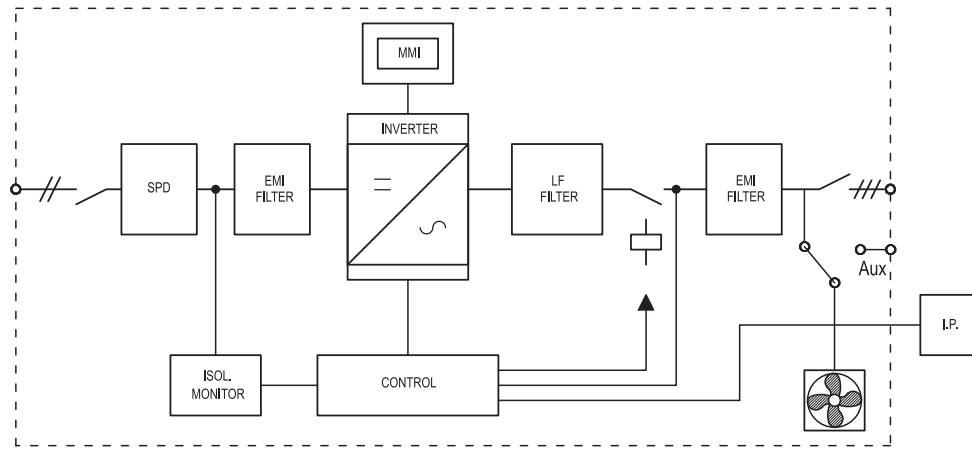 MMI
INVERTER
SPD
EMI
FILTER
LF
FILTER
EMI
FILTER
Aux
I.P.
ISOL.
MONITOR
CONTROL